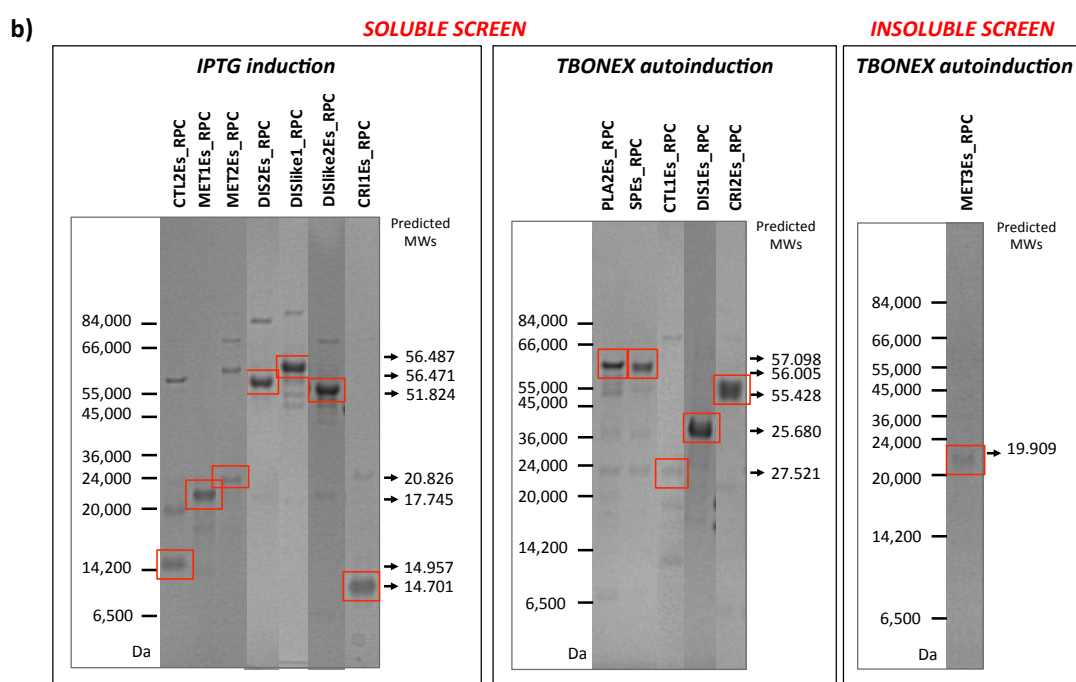 b)
SOLUBLE SCREEN
INSOLUBLE SCREEN
IPTG induction
TBONEX autoinduction
TBONEX autoinduction
CTL2Es_RPC
MET1Es_RPC
MET2Es_RPC
DIS2Es_RPC
DISlike1_RPC
DISlike2Es_RPC
CRI1Es_RPC
Predicted
MWs
84,000
66,000
55,000
45,000
36,000
24,000
20,000
14,200
6,500
Da
56.487
56.471
51.824
20.826
17.745
14.957
14.701
PLA2Es_RPC
SPEs_RPC
CTL1Es_RPC
DIS1Es_RPC
CRI2Es_RPC
Predicted
MWs
84,000
66,000
55,000
45,000
36,000
24,000
20,000
14,200
6,500
Da
57.098
56.005
55.428
25.680
27.521
MET3Es_RPC
Predicted
MWs
84,000
66,000
55,000
45,000
36,000
24,000
20,000
14,200
6,500
Da
19.909